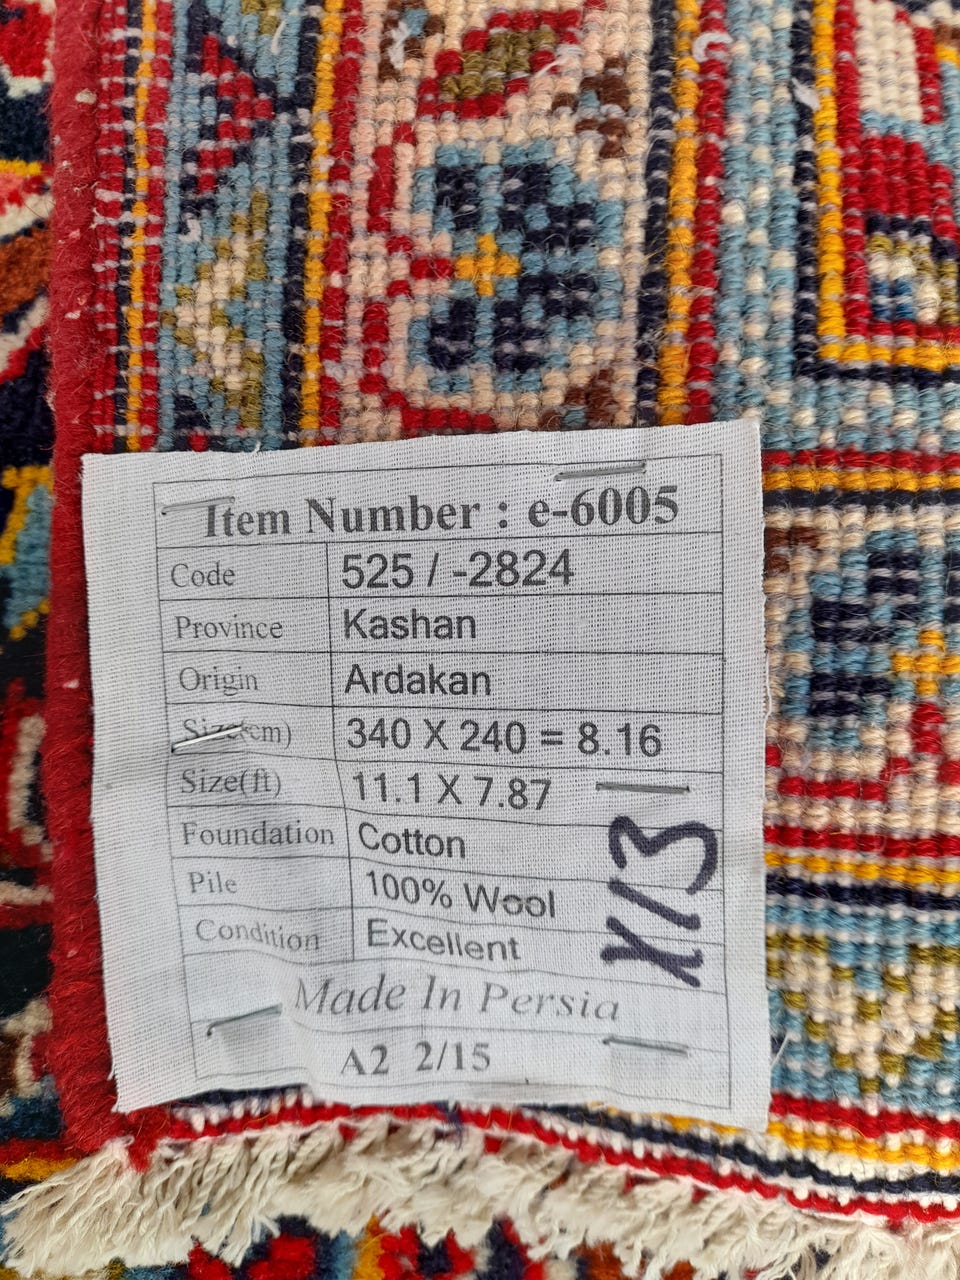 Item Number : e-6005
Code 525 / -2824
Province Kashan
Origin Ardakan
Size(cm) 340 X 240 = 8.16
Size(ft) 11.1 X 7.87
Foundation Cotton
Pile 100% Wool
Condition Excellent
Made In Persia
A2 2/15